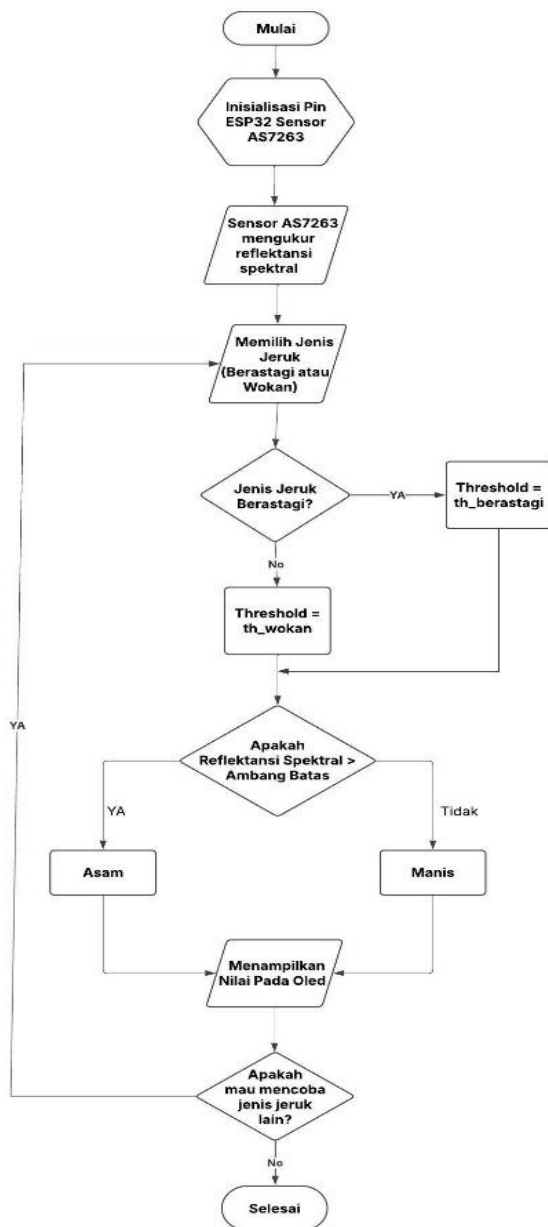 Mulai
Inisialisasi Pin
ESP32 Sensor
AS7263
Sensor AS7263
mengukur
reflektansi
spektral
Memilih Jenis
Jeruk
(Berastagi atau
Wokan)
Jenis Jeruk
Berastagi?
YA
Threshold =
th_berastagi
No
Threshold =
th_wokan
Apakah
Reflektansi Spektral >
Ambang Batas
YA
Tidak
Asam
Manis
Menampilkan
Nilai Pada Oled
Apakah
mau mencoba
jenis jeruk
lain?
YA
No
Selesai